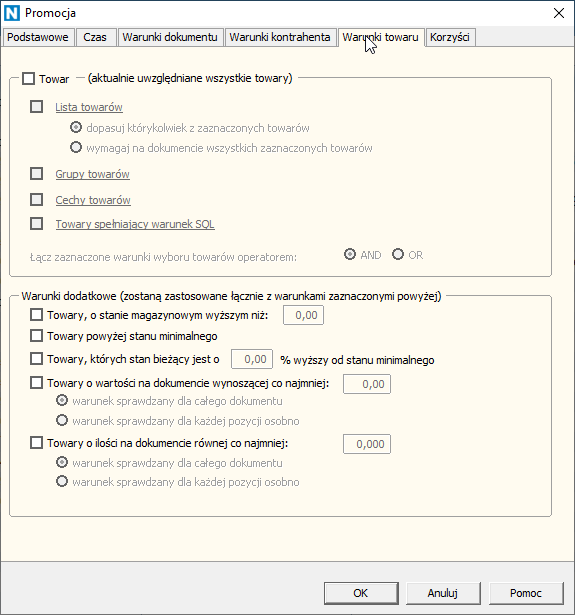 N Promocja
Podstawowe Czas Warunki dokumentu Warunki kontrahenta Warunki towaru Korzyści
Towar (aktualnie uwzględniane wszystkie towary)
Lista towarów
dopasuj którykolwiek z zaznaczonych towarów
wymagaj na dokumencie wszystkich zaznaczonych towarów
Grupy towarów
Cechy towarów
Towary spełniający warunek SQL
Łącz zaznaczone warunki wyboru towarów operatorem: AND OR
Warunki dodatkowe (zostaną zastosowane łącznie z warunkami zaznaczonymi powyżej)
Towary, o stanie magazynowym wyższym niż: 0,00
Towary powyżej stanu minimalnego
Towary, których stan bieżący jest o 0,00 % wyższy od stanu minimalnego
Towary o wartości na dokumencie wynoszącej co najmniej: 0,00
warunek sprawdzany dla całego dokumentu
warunek sprawdzany dla każdej pozycji osobno
Towary o ilości na dokumencie równej co najmniej: 0,000
warunek sprawdzany dla całego dokumentu
warunek sprawdzany dla każdej pozycji osobno
OK Anuluj Pomoc